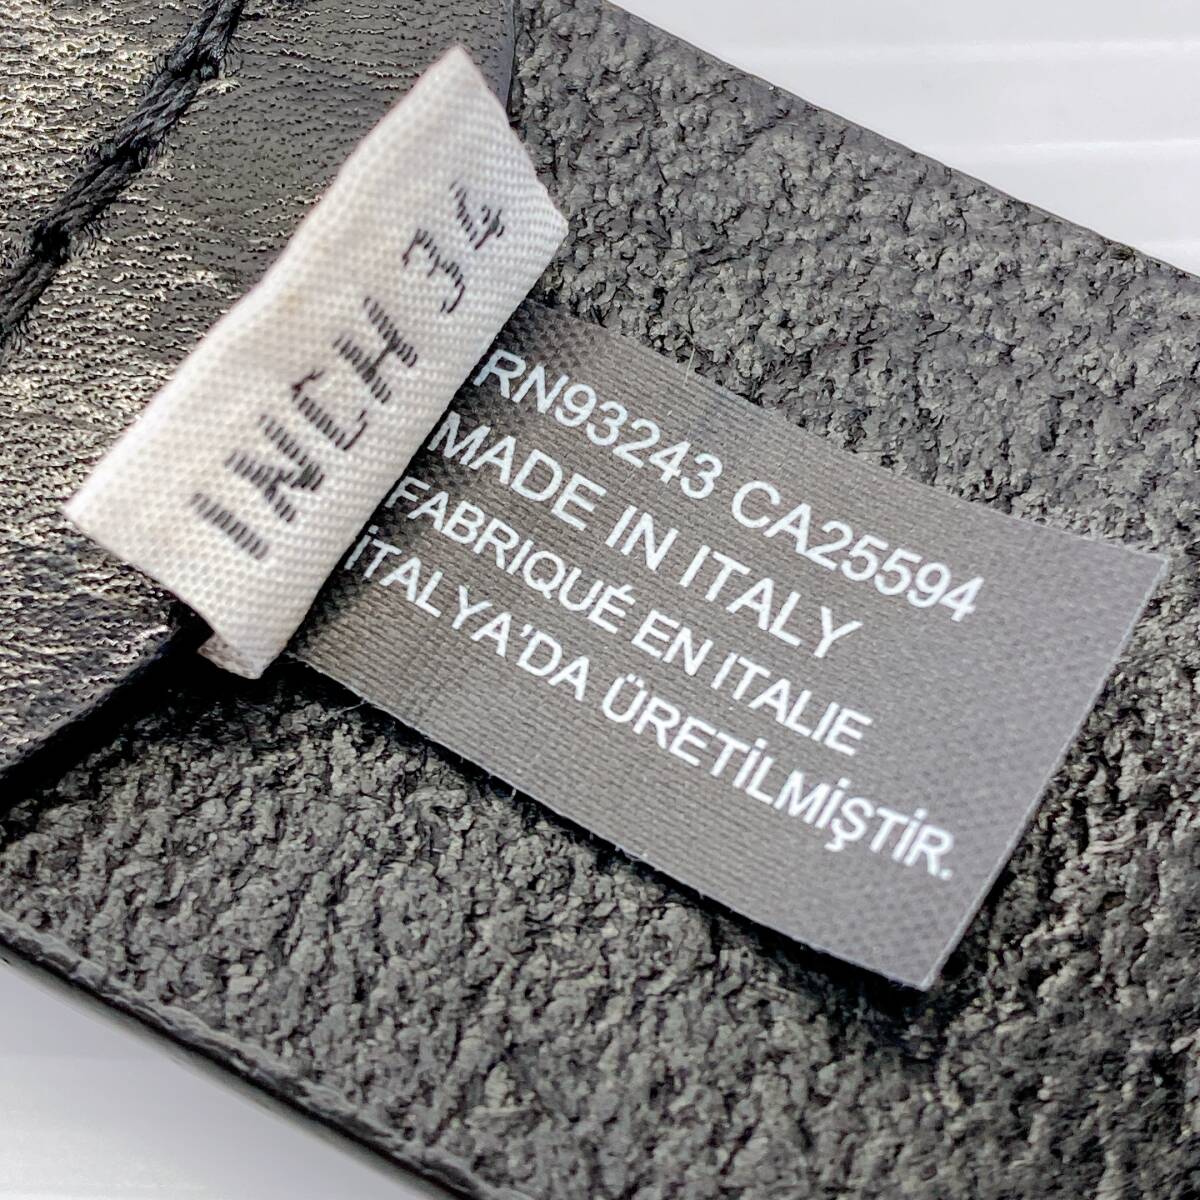 INCH 34
RN93243 CA25594
MADE IN ITALY
FABRIQUÉ EN ITALIE
İTALYA'DA ÜRETİLMİŞTİR.